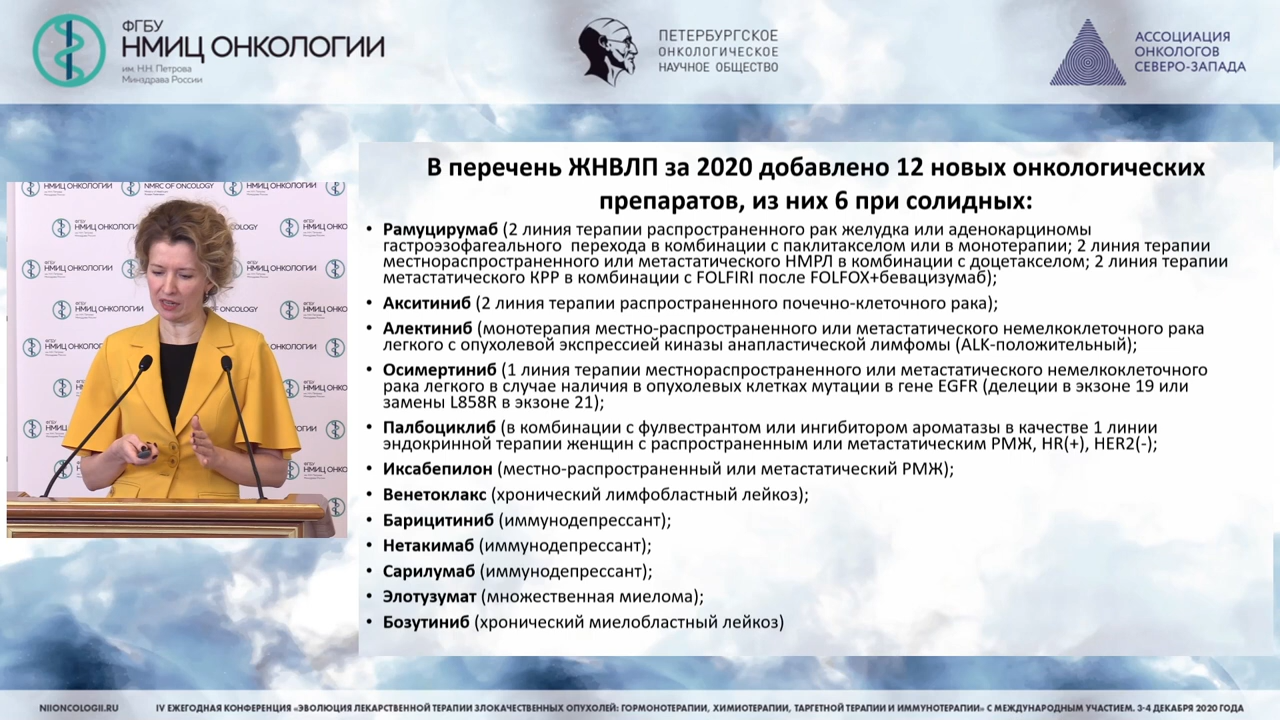 ФГБУ
НМИЦ ОНКОЛОГИИ
им. Н.Н. Петрова
Минздрава России
ПЕТЕРБУРГСКОЕ
ОНКОЛОГИЧЕСКОЕ
НАУЧНОЕ ОБЩЕСТВО
АССОЦИАЦИЯ
ОНКОЛОГОВ
СЕВЕРО-ЗАПАДА
В перечень ЖНВЛП за 2020 добавлено 12 новых онкологических
препаратов, из них 6 при солидных:
• Рамуцирумаб (2 линия терапии распространенного рак желудка или аденокарциномы
гастроэзофагеального перехода в комбинации с паклитакселом или в монотерапии; 2 линия терапии
местнораспространенного или метастатического НМРЛ в комбинации с доцетакселом; 2 линия терапии
метастатического КРР в комбинации с FOLFIRI после FOLFOX+бевацизумаб);
• Акситиниб (2 линия терапии распространенного почечно-клеточного рака);
• Алектиниб (монотерапия местно-распространенного или метастатического немелкоклеточного рака
легкого с опухолевой экспрессией киназы анапластической лимфомы (ALK-положительный);
• Осимертиниб (1 линия терапии местнораспространенного или метастатического немелкоклеточного
рака легкого в случае наличия в опухолевых клетках мутации в гене EGFR (делеции в экзоне 19 или
замены L858R в экзоне 21);
• Палбоциклиб (в комбинации с фулвестрантом или ингибитором ароматазы в качестве 1 линии
эндокринной терапии женщин с распространенным или метастатическим РМЖ, HR(+), HER2(-);
• Иксабепилон (местно-распространенный или метастатический РМЖ);
• Венетоклакс (хронический лимфобластный лейкоз);
• Барицитиниб (иммунодепрессант);
• Нетакимаб (иммунодепрессант);
• Сарилумаб (иммунодепрессант);
• Элотузумат (множественная миелома);
• Бозутиниб (хронический миелобластный лейкоз)
NIIONCOLOGII.RU
IV ЕЖЕГОДНАЯ КОНФЕРЕНЦИЯ «ЭВОЛЮЦИЯ ЛЕКАРСТВЕННОЙ ТЕРАПИИ ЗЛОКАЧЕСТВЕННЫХ ОПУХОЛЕЙ: ГОРМОНОТЕРАПИИ, ХИМИОТЕРАПИИ, ТАРГЕТНОЙ ТЕРАПИИ И ИММУНОТЕРАПИИ» С МЕЖДУНАРОДНЫМ УЧАСТИЕМ. 3-4 ДЕКАБРЯ 2020 ГОДА